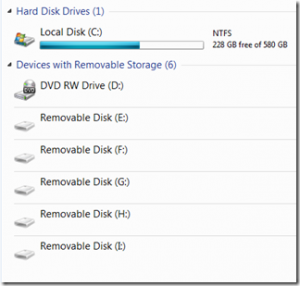 Hard Disk Drives (1)
Local Disk (C:)
NTFS
228 GB free of 580 GB
Devices with Removable Storage (6)
DVD RW Drive (D:)
Removable Disk (E:)
Removable Disk (F:)
Removable Disk (G:)
Removable Disk (H:)
Removable Disk (I:)